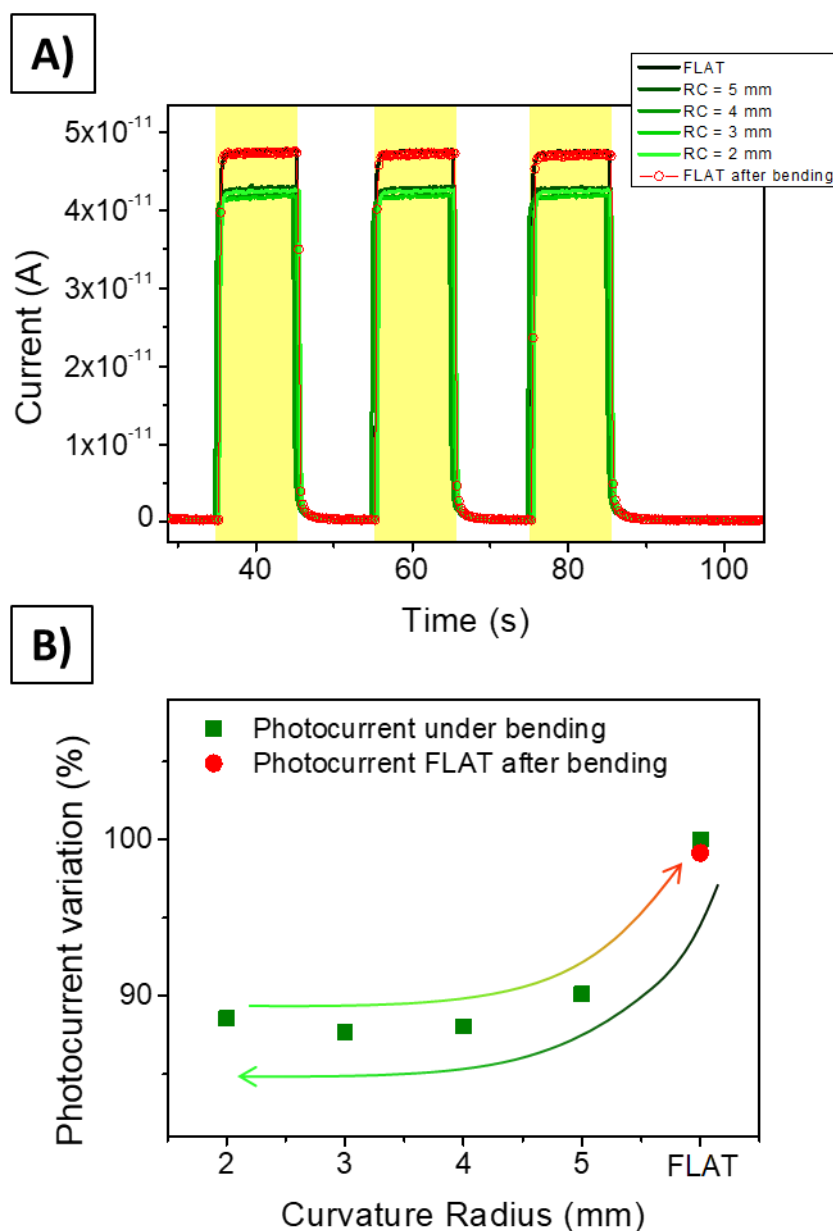 A)
FLAT
RC = 5 mm
RC = 4 mm
RC = 3 mm
RC = 2 mm
FLAT after bending
5x10⁻¹¹
4x10⁻¹¹
3x10⁻¹¹
2x10⁻¹¹
1x10⁻¹¹
0
Current (A)
40 60 80 100
Time (s)
B)
Photocurrent under bending
Photocurrent FLAT after bending
100
90
Photocurrent variation (%)
2 3 4 5 FLAT
Curvature Radius (mm)